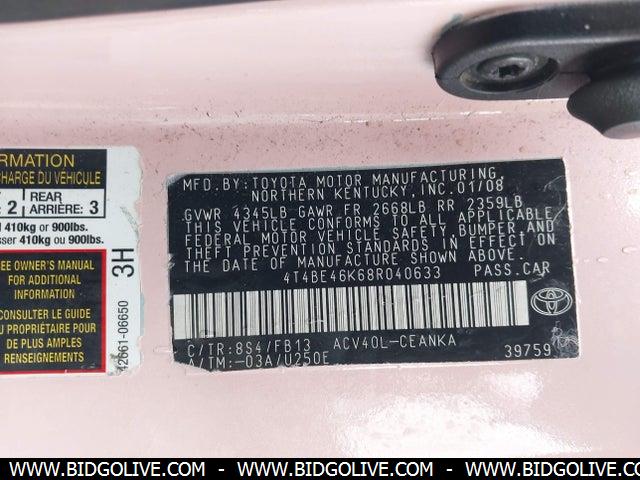 RMATION
CHARGE DU VÉHICULE
: 2 REAR ARRIÈRE: 3
410kg or 900lbs.
sser 410kg ou 900lbs.
EE OWNER'S MANUAL
FOR ADDITIONAL
INFORMATION
CONSULTER LE GUIDE
U PROPRIÉTAIRE POUR
DE PLUS AMPLES
RENSEIGNEMENTS
3H
42661-06650
MFD.BY:TOYOTA MOTOR MANUFACTURING,
NORTHERN KENTUCKY,INC.01/08
GVWR 4345LB GAWR FR 2668LB RR 2359LB
THIS VEHICLE CONFORMS TO ALL APPLICABLE
FEDERAL MOTOR VEHICLE SAFETY, BUMPER AND
THEFT PREVENTION STANDARDS IN EFFECT ON
THE DATE OF MANUFACTURE SHOWN ABOVE.
4T4BE46K68R040633 PASS.CAR
TOYOTA
C/TR:8S4/FB13 ACV40L-CEANKA
A/TM:-03A/U250E 39759
WWW.BIDGOLIVE.COM - WWW.BIDGOLIVE.COM - WWW.BIDGOLIVE.COM